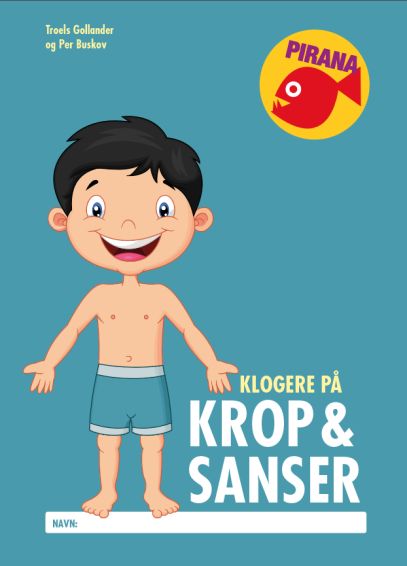 Troels Gollander
og Per Buskov
PIRANA
KLOGERE PÅ
KROP &
SANSER
NAVN: